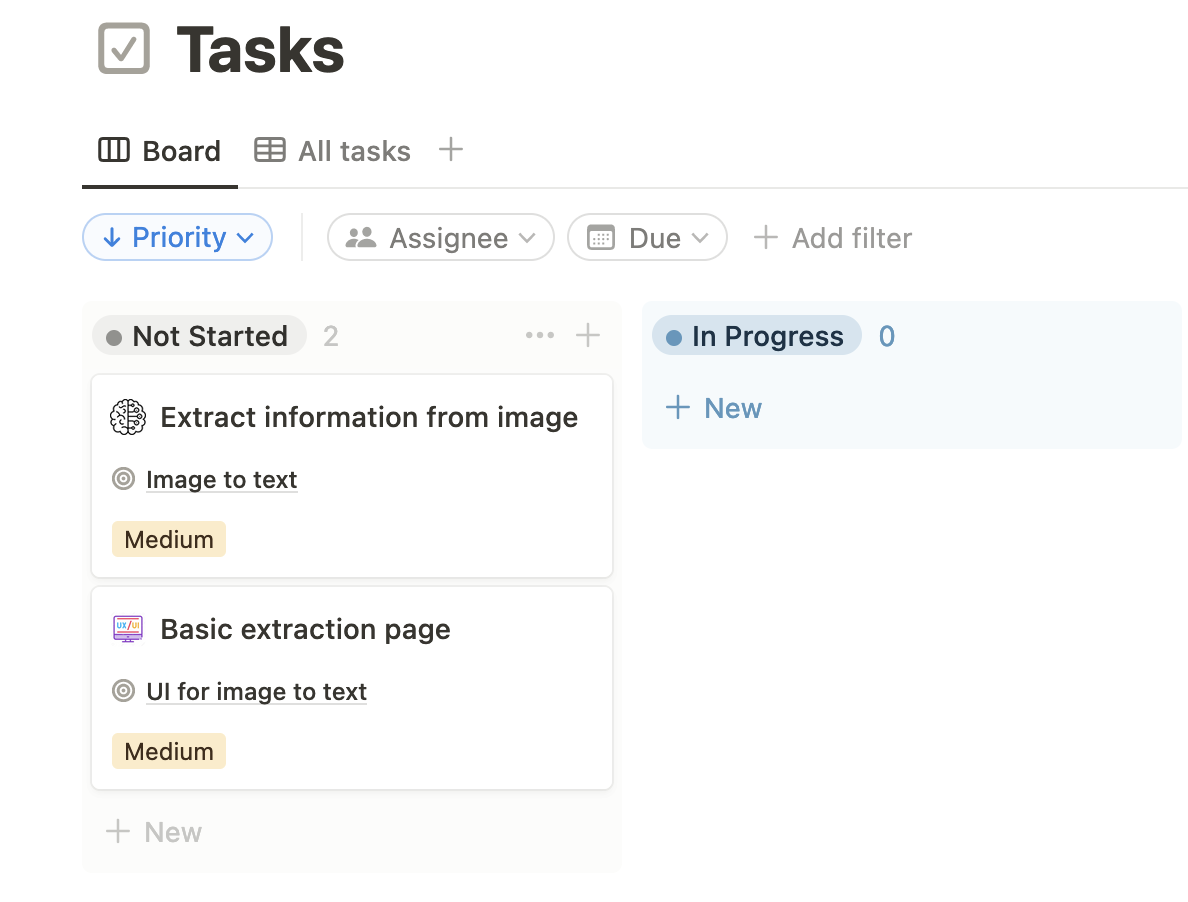 Tasks
Board All tasks
Priority Assignee Due Add filter
Not Started 2
Extract information from image
Image to text
Medium
UX/UI Basic extraction page
UI for image to text
Medium
New
In Progress 0
New